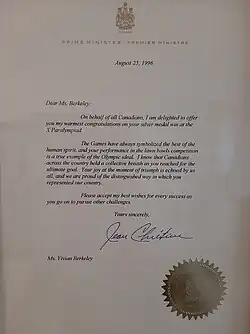 PRIME MINISTER · PREMIER MINISTRE
August 23, 1996
Dear Ms. Berkeley:
On behalf of all Canadians, I am delighted to offer
you my warmest congratulations on your silver medal win at the
X Paralympiad.
The Games have always symbolized the best of the
human spirit, and your performance in the lawn bowls competition
is a true example of the Olympic ideal. I know that Canadians
across the country held a collective breath as you reached for the
ultimate goal. Your joy at the moment of triumph is echoed by us
all, and we are proud of the distinguished way in which you
represented our country.
Please accept my best wishes for every success as
you go on to pursue other challenges.
Yours sincerely,
Jean Chrétien
Ms. Vivian Berkeley